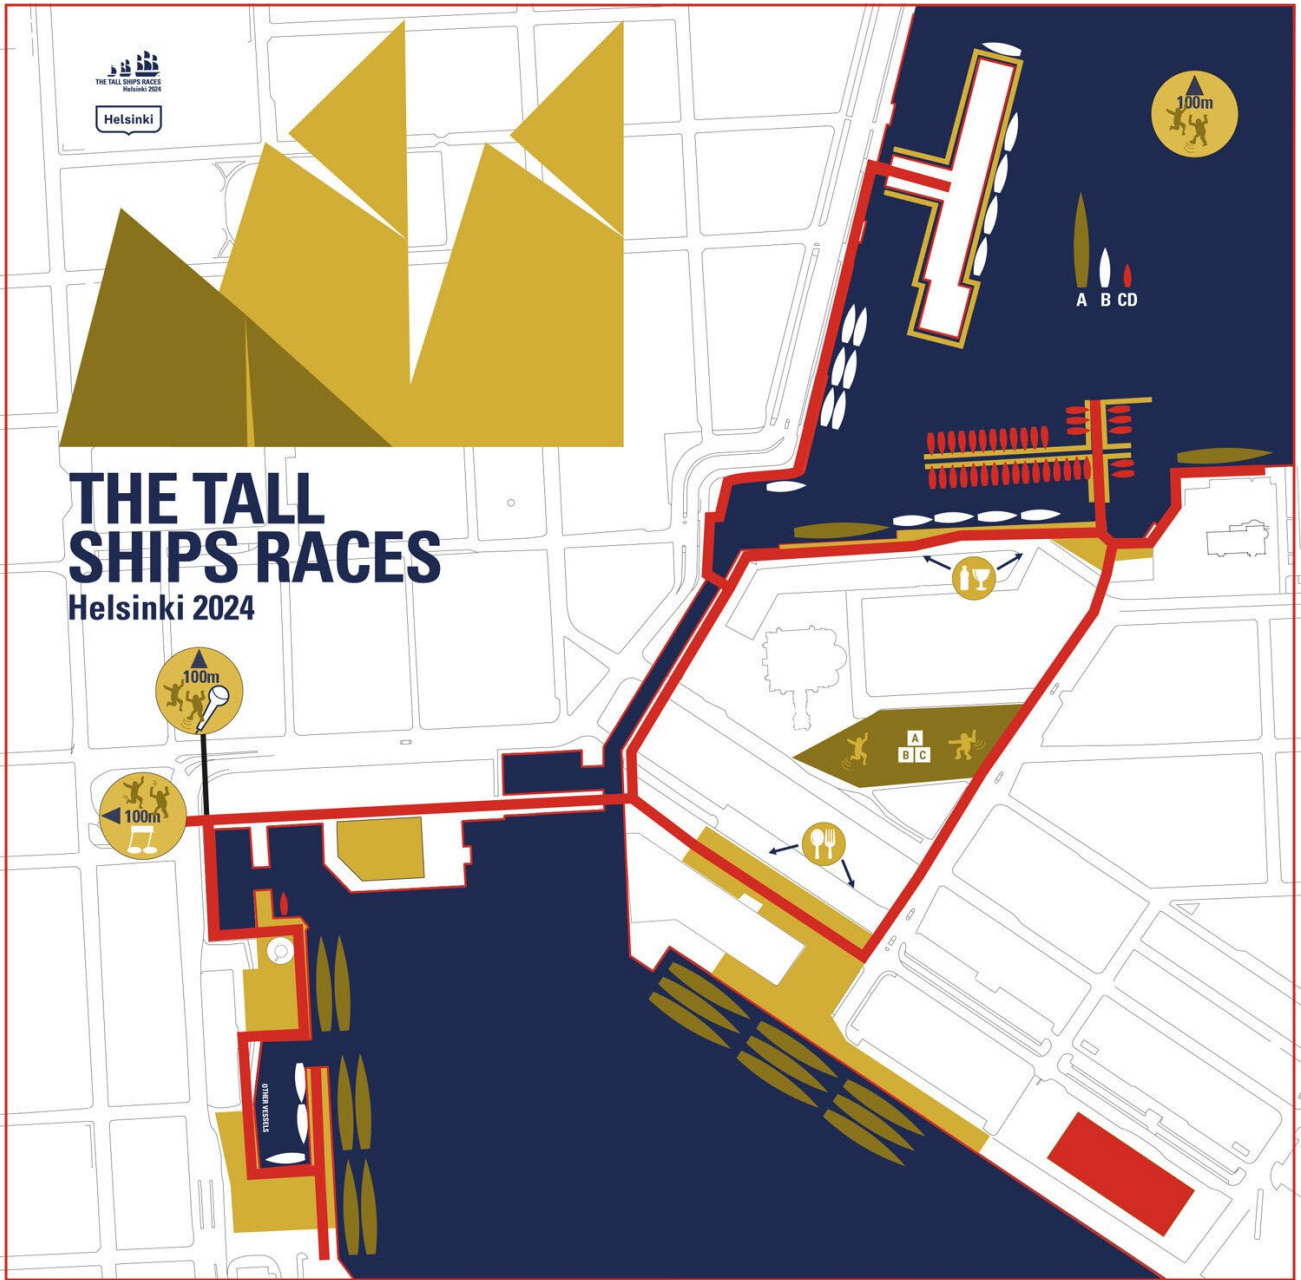 THE TALL SHIPS RACES
Helsinki 2024
Helsinki
100m
A B CD
THE TALL
SHIPS RACES
Helsinki 2024
100m
A
B C
100m
OTHER VESSELS